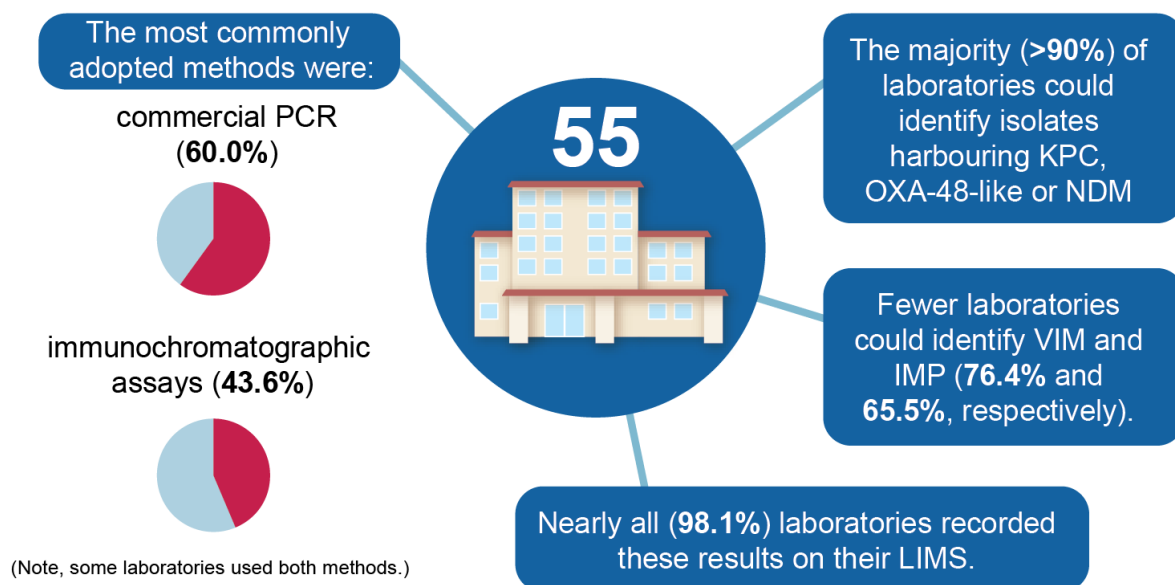 The most commonly
adopted methods were:
commercial PCR
(60.0%)
immunochromatographic
assays (43.6%)
(Note, some laboratories used both methods.)
55
The majority (>90%) of
laboratories could
identify isolates
harbouring KPC,
OXA-48-like or NDM
Fewer laboratories
could identify VIM and
IMP (76.4% and
65.5%, respectively).
Nearly all (98.1%) laboratories recorded
these results on their LIMS.